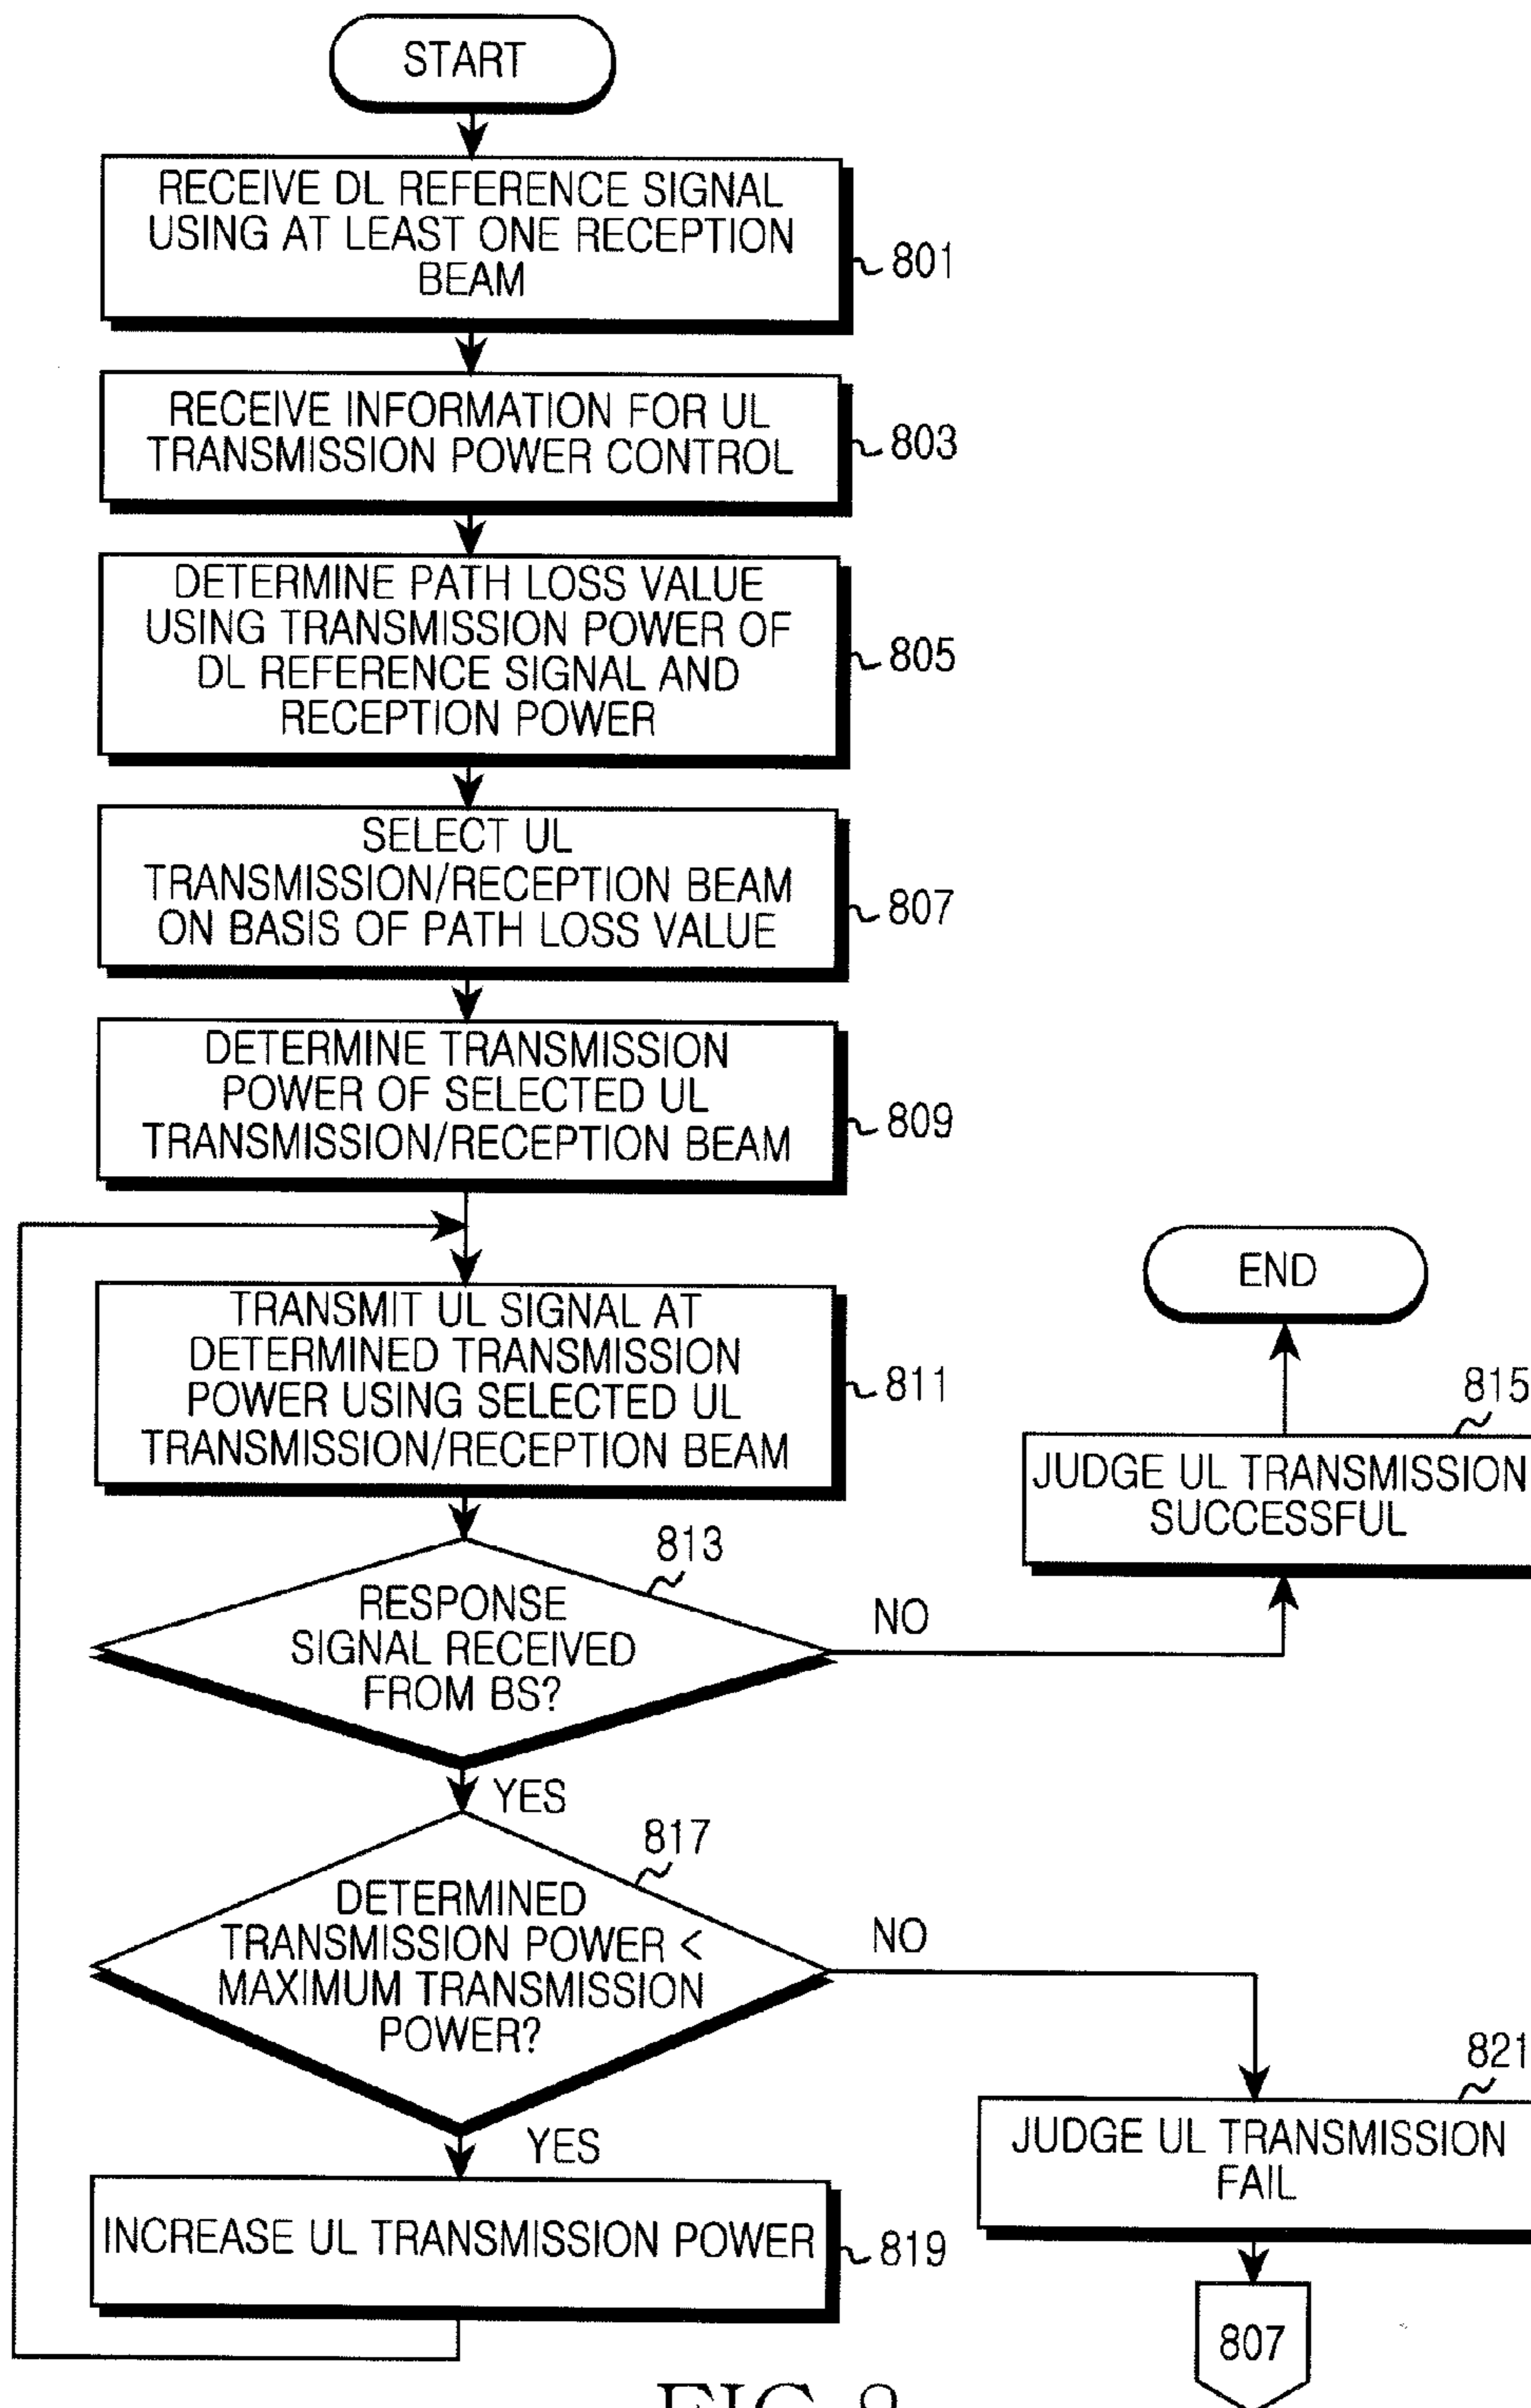 START
RECEIVE DL REFERENCE SIGNAL
USING AT LEAST ONE RECEPTION
BEAM
801
RECEIVE INFORMATION FOR UL
TRANSMISSION POWER CONTROL
803
DETERMINE PATH LOSS VALUE
USING TRANSMISSION POWER OF
DL REFERENCE SIGNAL AND
RECEPTION POWER
805
SELECT UL
TRANSMISSION/RECEPTION BEAM
ON BASIS OF PATH LOSS VALUE
807
DETERMINE TRANSMISSION
POWER OF SELECTED UL
TRANSMISSION/RECEPTION BEAM
809
TRANSMIT UL SIGNAL AT
DETERMINED TRANSMISSION
POWER USING SELECTED UL
TRANSMISSION/RECEPTION BEAM
811
END
815
JUDGE UL TRANSMISSION
SUCCESSFUL
813
RESPONSE
SIGNAL RECEIVED
FROM BS?
NO
YES
817
DETERMINED
TRANSMISSION POWER <
MAXIMUM TRANSMISSION
POWER?
NO
YES
821
JUDGE UL TRANSMISSION
FAIL
INCREASE UL TRANSMISSION POWER
819
807
FIG. 8